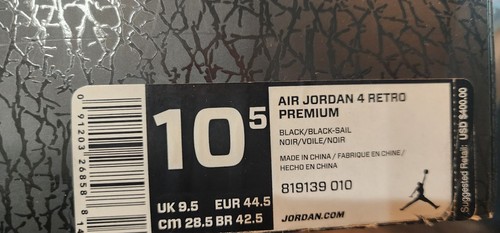 10⁵
UK 9.5 EUR 44.5
CM 28.5 BR 42.5
AIR JORDAN 4 RETRO
PREMIUM
BLACK/BLACK-SAIL
NOIR/VOILE/NOIR
MADE IN CHINA / FABRIQUE EN CHINE /
HECHO EN CHINA
819139 010
JORDAN.COM
Suggested Retail: USD $400.00
0 91203 26858 8 14